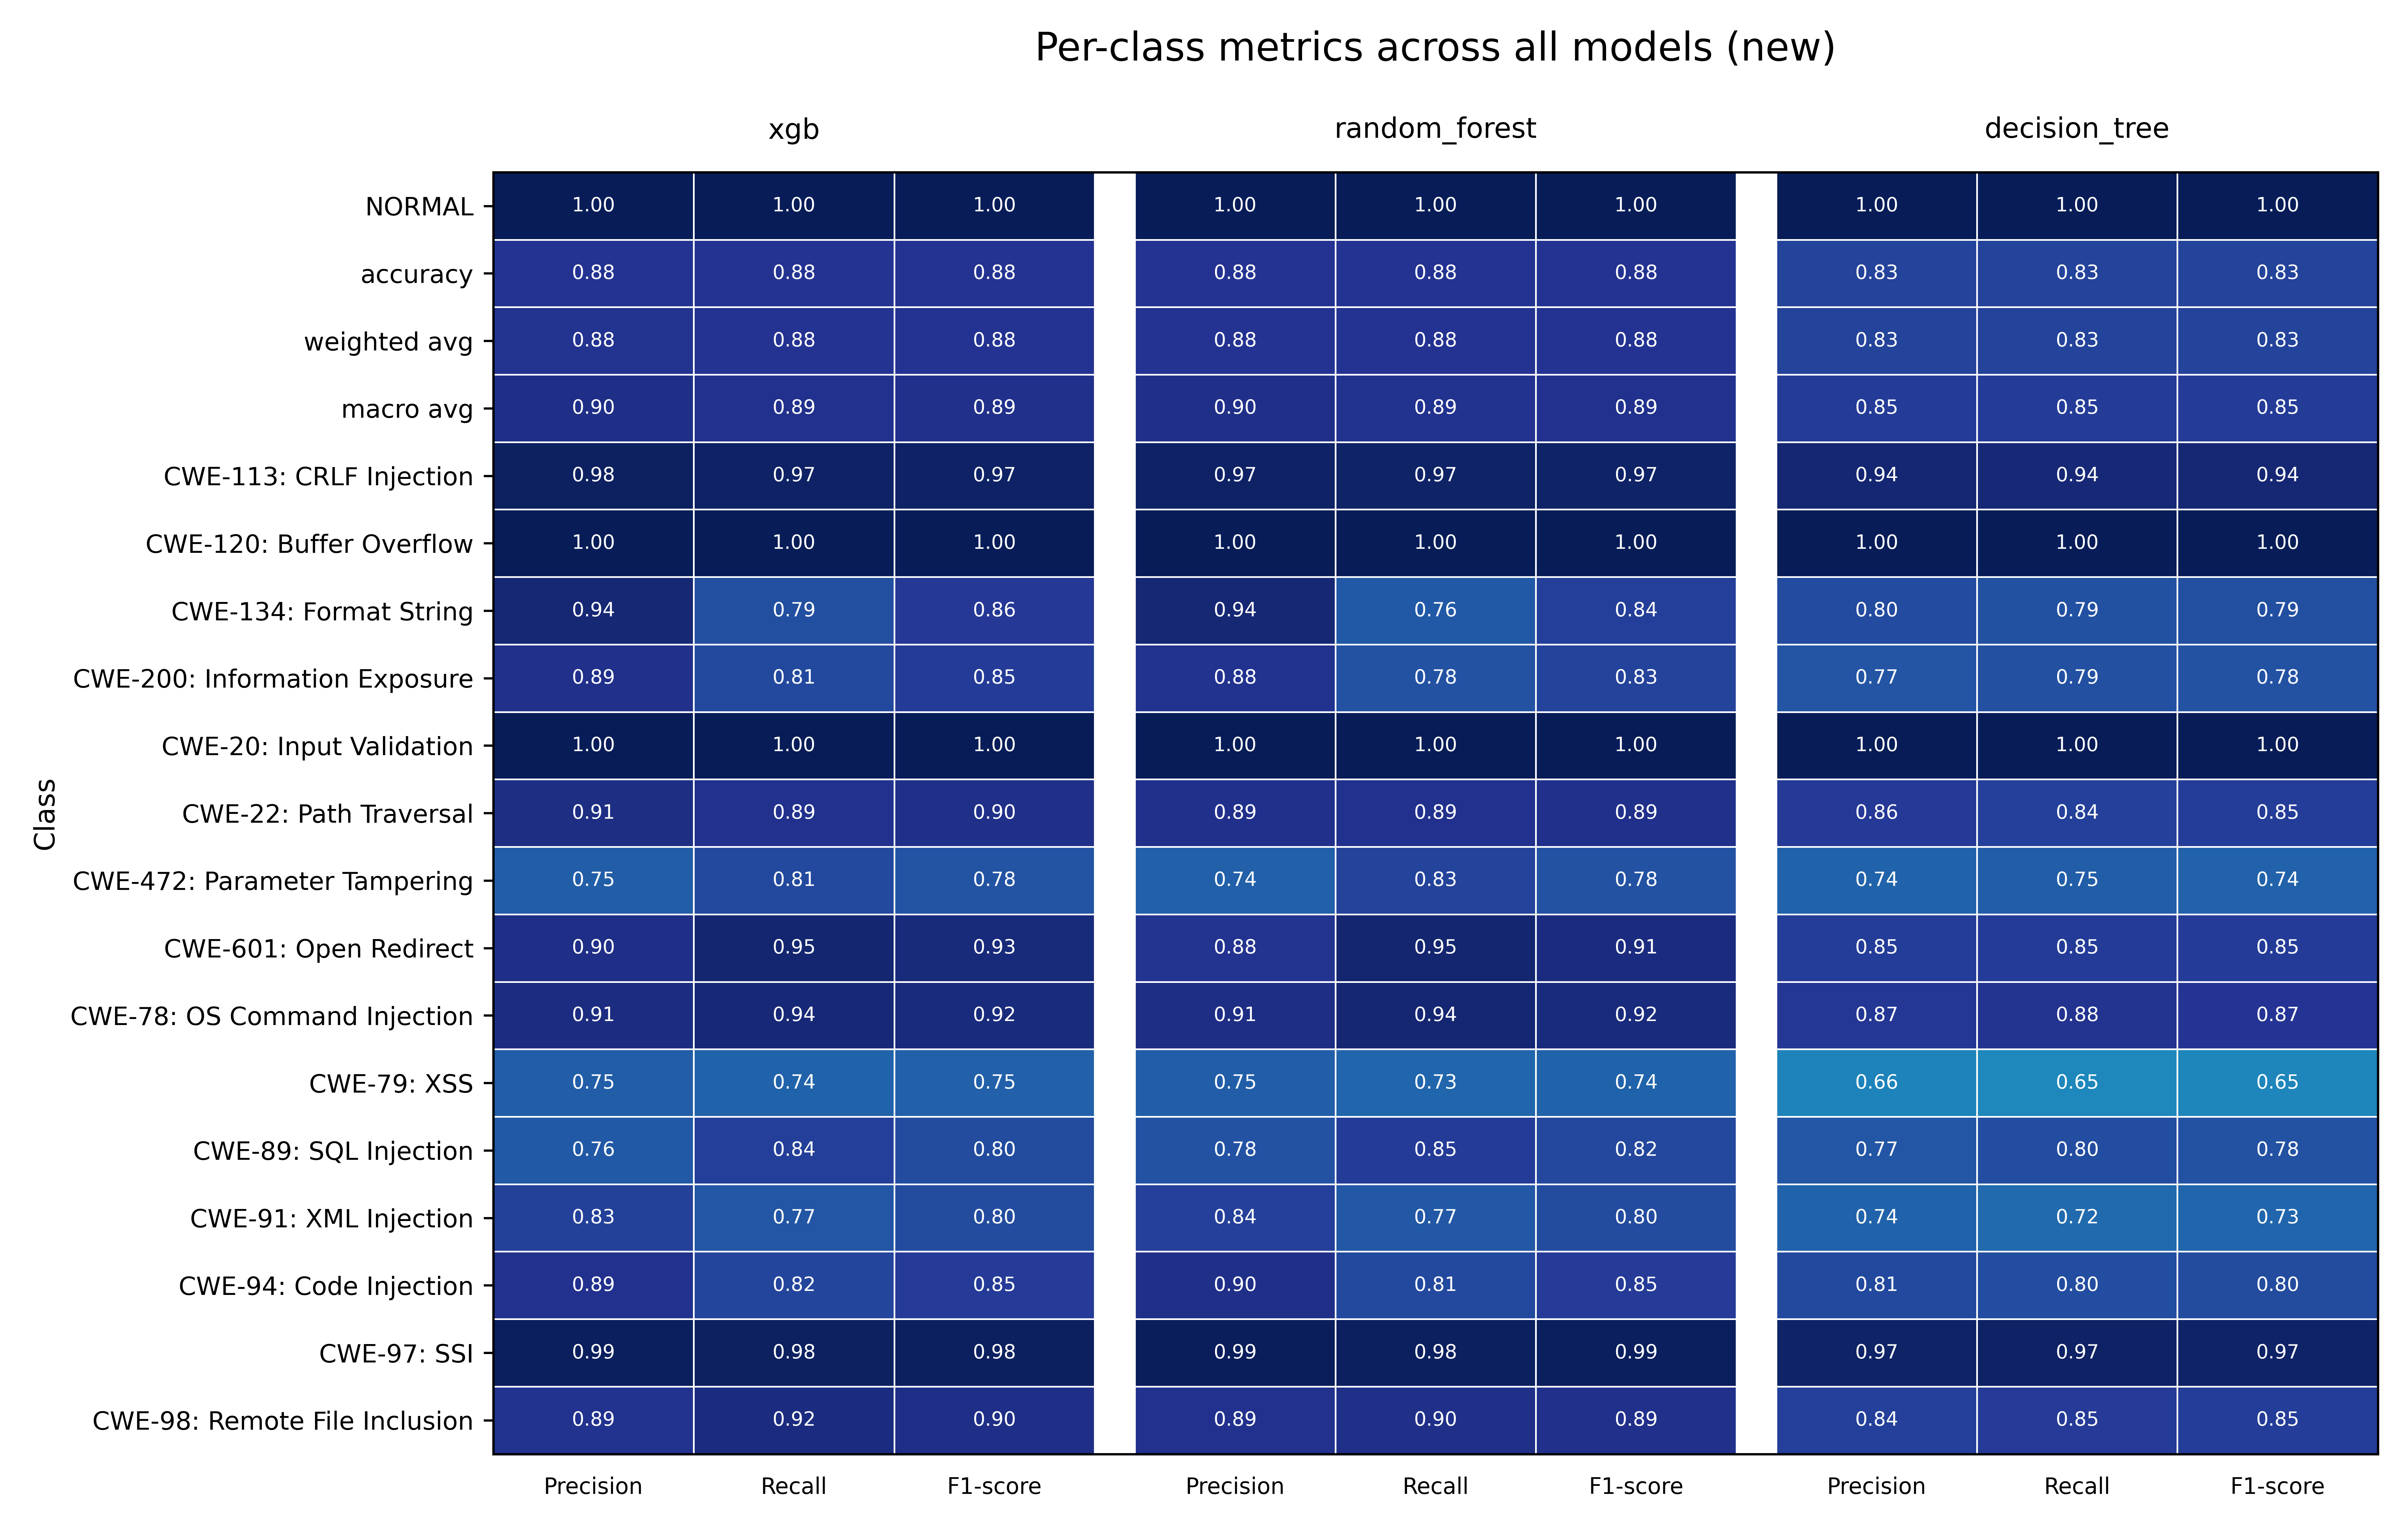 Per-class metrics across all models (new)
xgb random_forest decision_tree
Class
NORMAL 1.00 1.00 1.00 1.00 1.00 1.00 1.00 1.00 1.00
accuracy 0.88 0.88 0.88 0.88 0.88 0.88 0.83 0.83 0.83
weighted avg 0.88 0.88 0.88 0.88 0.88 0.88 0.83 0.83 0.83
macro avg 0.90 0.89 0.89 0.90 0.89 0.89 0.85 0.85 0.85
CWE-113: CRLF Injection 0.98 0.97 0.97 0.97 0.97 0.97 0.94 0.94 0.94
CWE-120: Buffer Overflow 1.00 1.00 1.00 1.00 1.00 1.00 1.00 1.00 1.00
CWE-134: Format String 0.94 0.79 0.86 0.94 0.76 0.84 0.80 0.79 0.79
CWE-200: Information Exposure 0.89 0.81 0.85 0.88 0.78 0.83 0.77 0.79 0.78
CWE-20: Input Validation 1.00 1.00 1.00 1.00 1.00 1.00 1.00 1.00 1.00
CWE-22: Path Traversal 0.91 0.89 0.90 0.89 0.89 0.89 0.86 0.84 0.85
CWE-472: Parameter Tampering 0.75 0.81 0.78 0.74 0.83 0.78 0.74 0.75 0.74
CWE-601: Open Redirect 0.90 0.95 0.93 0.88 0.95 0.91 0.85 0.85 0.85
CWE-78: OS Command Injection 0.91 0.94 0.92 0.91 0.94 0.92 0.87 0.88 0.87
CWE-79: XSS 0.75 0.74 0.75 0.75 0.73 0.74 0.66 0.65 0.65
CWE-89: SQL Injection 0.76 0.84 0.80 0.78 0.85 0.82 0.77 0.80 0.78
CWE-91: XML Injection 0.83 0.77 0.80 0.84 0.77 0.80 0.74 0.72 0.73
CWE-94: Code Injection 0.89 0.82 0.85 0.90 0.81 0.85 0.81 0.80 0.80
CWE-97: SSI 0.99 0.98 0.98 0.99 0.98 0.99 0.97 0.97 0.97
CWE-98: Remote File Inclusion 0.89 0.92 0.90 0.89 0.90 0.89 0.84 0.85 0.85
Precision Recall F1-score Precision Recall F1-score Precision Recall F1-score